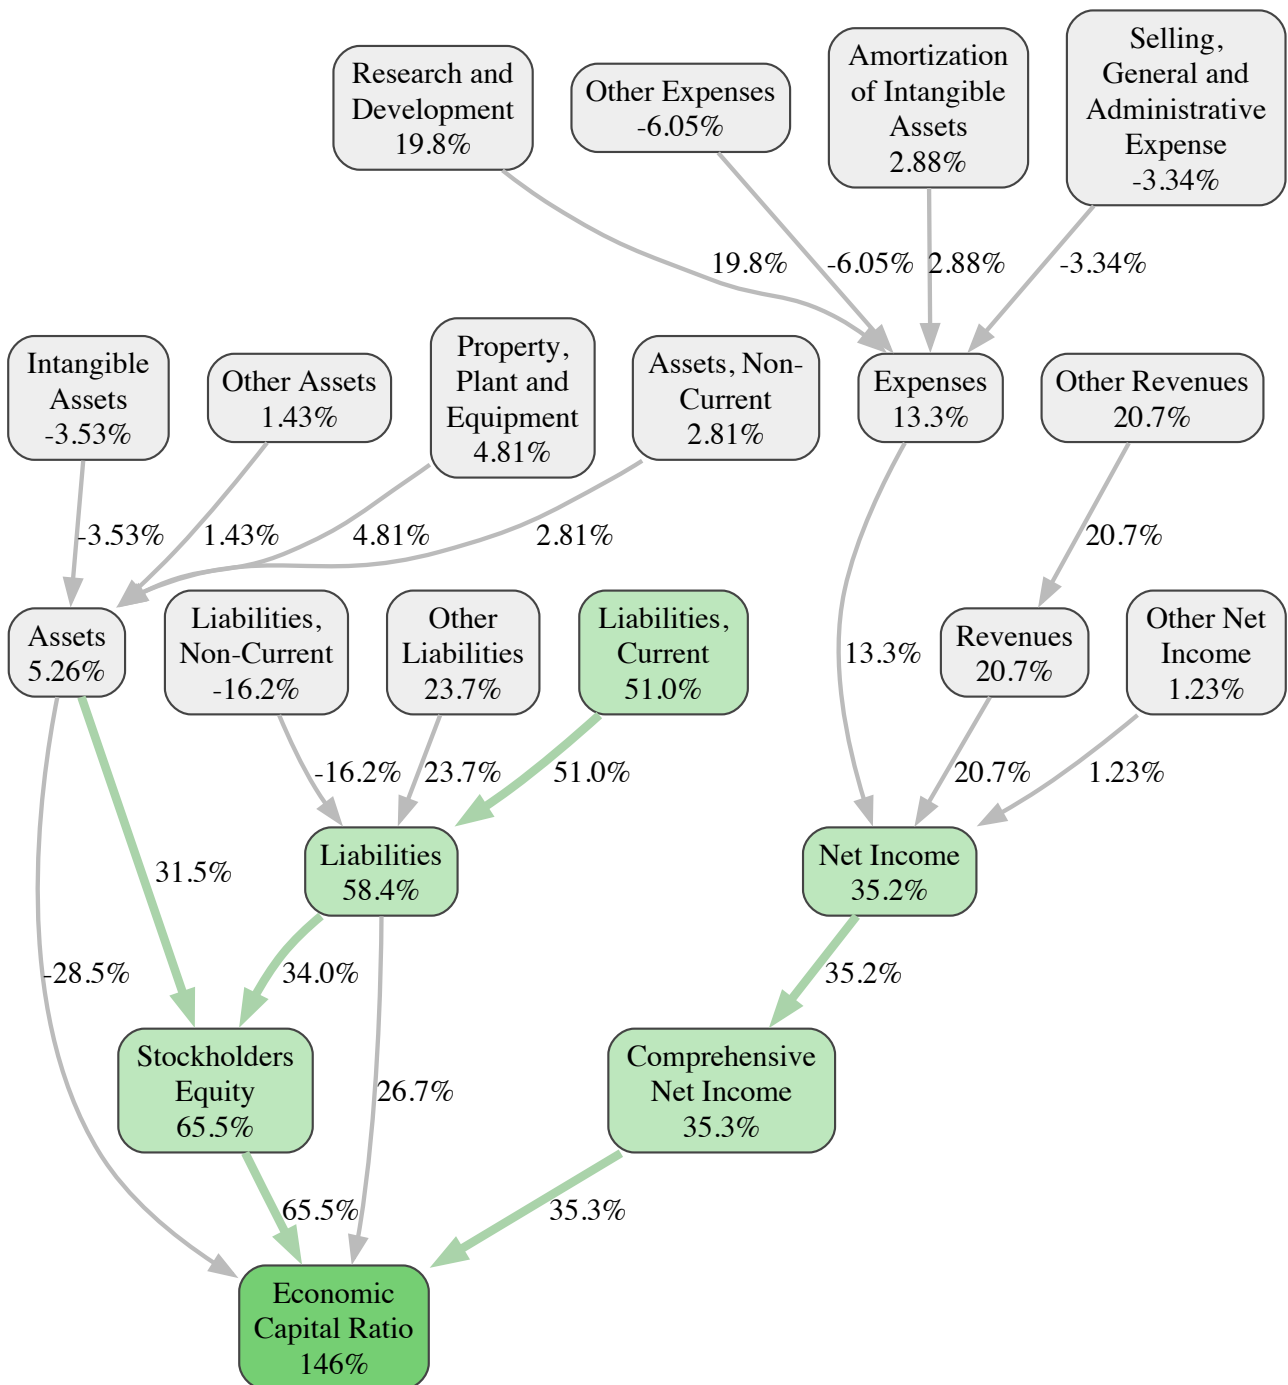 Research and
Development
19.8%
Other Expenses
-6.05%
Amortization
of Intangible
Assets
2.88%
Selling,
General and
Administrative
Expense
-3.34%
19.8%
-6.05%
2.88%
-3.34%
Intangible
Assets
-3.53%
Other Assets
1.43%
Property,
Plant and
Equipment
4.81%
Assets, Non-
Current
2.81%
Expenses
13.3%
Other Revenues
20.7%
-3.53%
1.43%
4.81%
2.81%
20.7%
Assets
5.26%
Liabilities,
Non-Current
-16.2%
Other
Liabilities
23.7%
Liabilities,
Current
51.0%
13.3%
Revenues
20.7%
Other Net
Income
1.23%
-16.2%
23.7%
51.0%
20.7%
1.23%
31.5%
Liabilities
58.4%
Net Income
35.2%
-28.5%
34.0%
35.2%
Stockholders
Equity
65.5%
26.7%
Comprehensive
Net Income
35.3%
65.5%
35.3%
Economic
Capital Ratio
146%